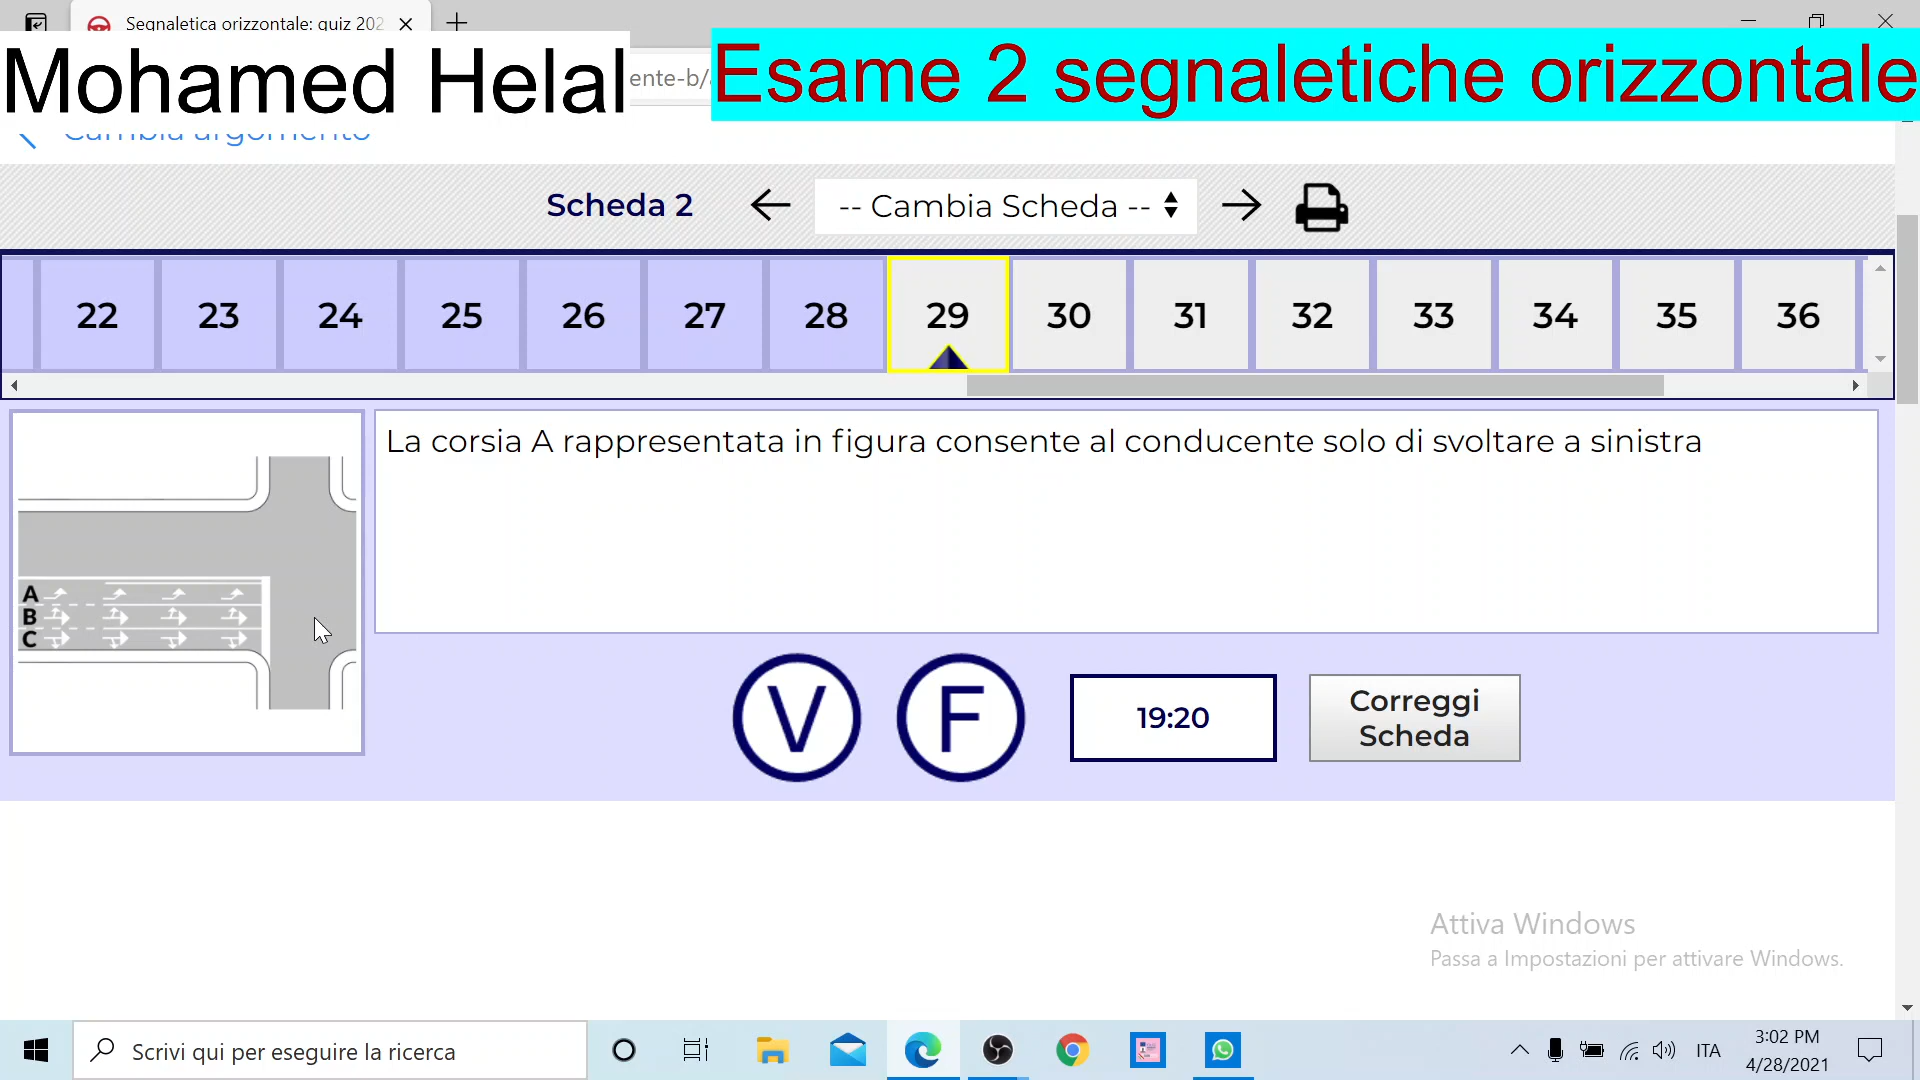 Segnaletica orizzontale: quiz 202
Mohamed Helal
ente-b/
Esame 2 segnaletiche orizzontale
Cambia argomento
Scheda 2
-- Cambia Scheda --
22 23 24 25 26 27 28 29 30 31 32 33 34 35 36
La corsia A rappresentata in figura consente al conducente solo di svoltare a sinistra
A
B
C
V F
19:20
Correggi
Scheda
Attiva Windows
Passa a Impostazioni per attivare Windows.
Scrivi qui per eseguire la ricerca
ITA
3:02 PM
4/28/2021